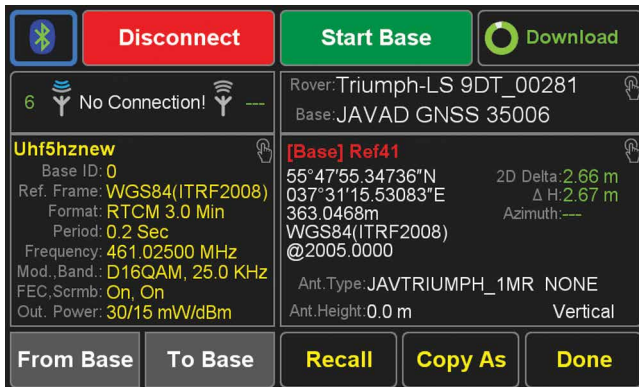 Disconnect
Start Base
Download
6 No Connection! ---
Rover:Triumph-LS 9DT_00281
Base:JAVAD GNSS 35006
Uhf5hznew
Base ID: 0
Ref. Frame: WGS84(ITRF2008)
Format: RTCM 3.0 Min
Period: 0.2 Sec
Frequency: 461.02500 MHz
Mod.,Band.: D16QAM, 25.0 KHz
FEC,Scrmb: On, On
Out. Power: 30/15 mW/dBm
[Base] Ref41
55°47′55.34736″N
037°31′15.53083″E
363.0468m
WGS84(ITRF2008)
@2005.0000
2D Delta:2.66 m
Δ H:2.67 m
Azimuth:---
Ant.Type:JAVTRIUMPH_1MR NONE
Ant.Height:0.0 m Vertical
From Base
To Base
Recall
Copy As
Done